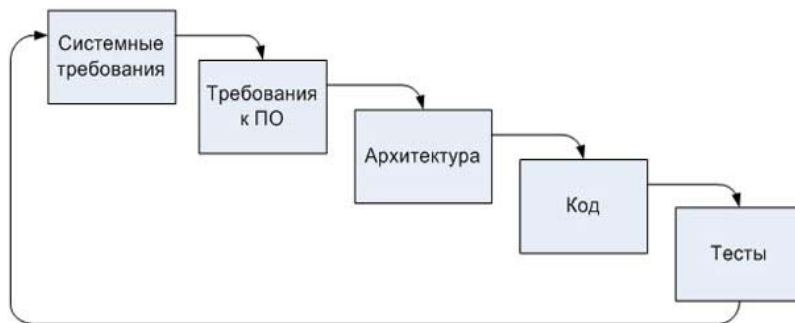 Системные
требования
Требования
к ПО
Архитектура
Код
Тесты